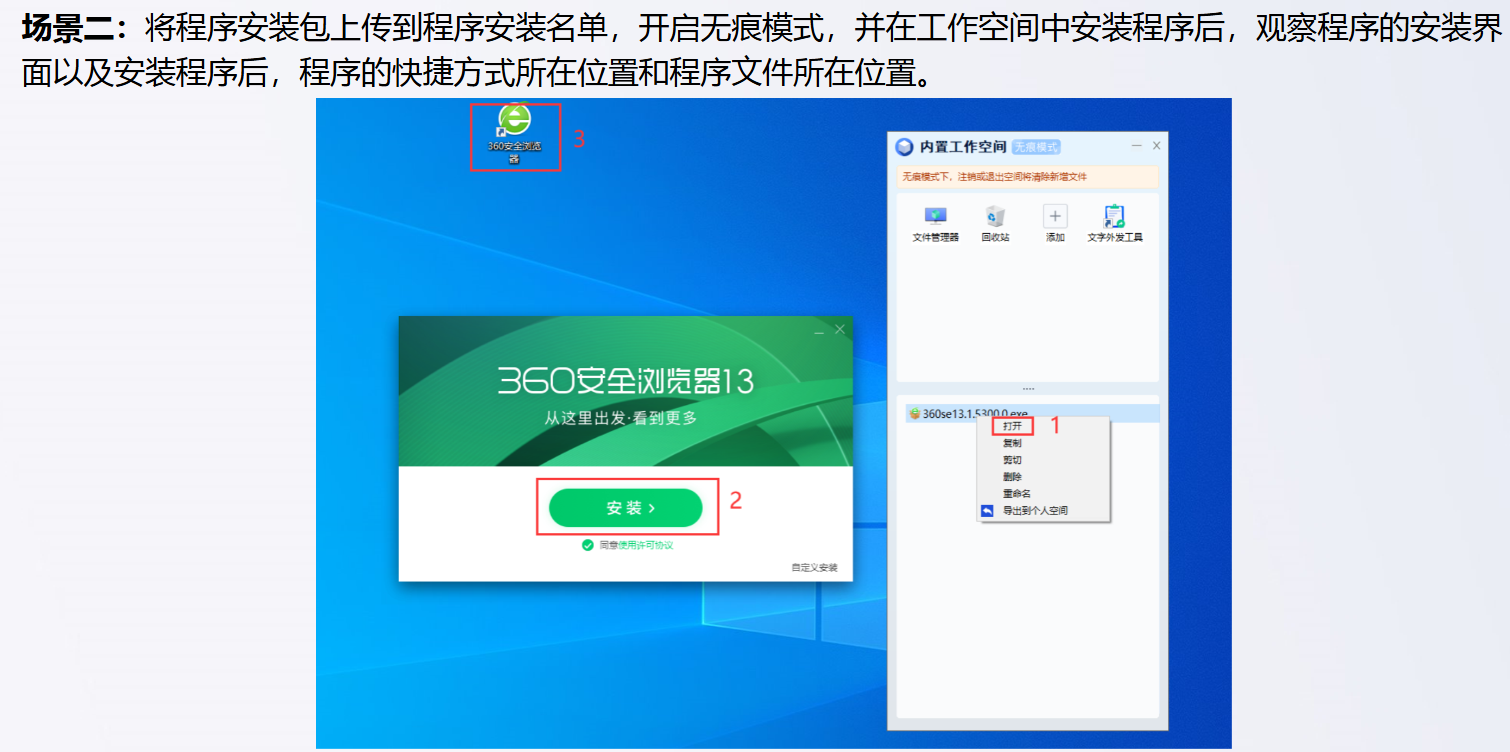 场景二：将程序安装包上传到程序安装名单，开启无痕模式，并在工作空间中安装程序后，观察程序的安装界
面以及安装程序后，程序的快捷方式所在位置和程序文件所在位置。
360安全浏览
器
3
内置工作空间 无痕模式
无痕模式下，注销或退出空间将清除新增文件
文件管理器 回收站 添加 文字外发工具
360安全浏览器13
从这里出发·看到更多
安装
2
同意使用许可协议
自定义安装
360se13.1.5300.0.exe
打开
1
复制
剪切
删除
重命名
导出到个人空间